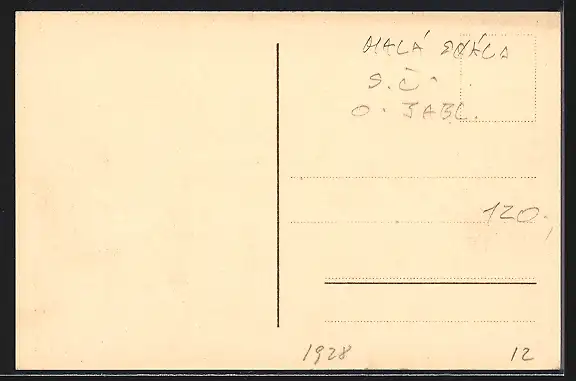 MALÁ SKÁLA
S. Č.
O. JABL.
120,
1928 12